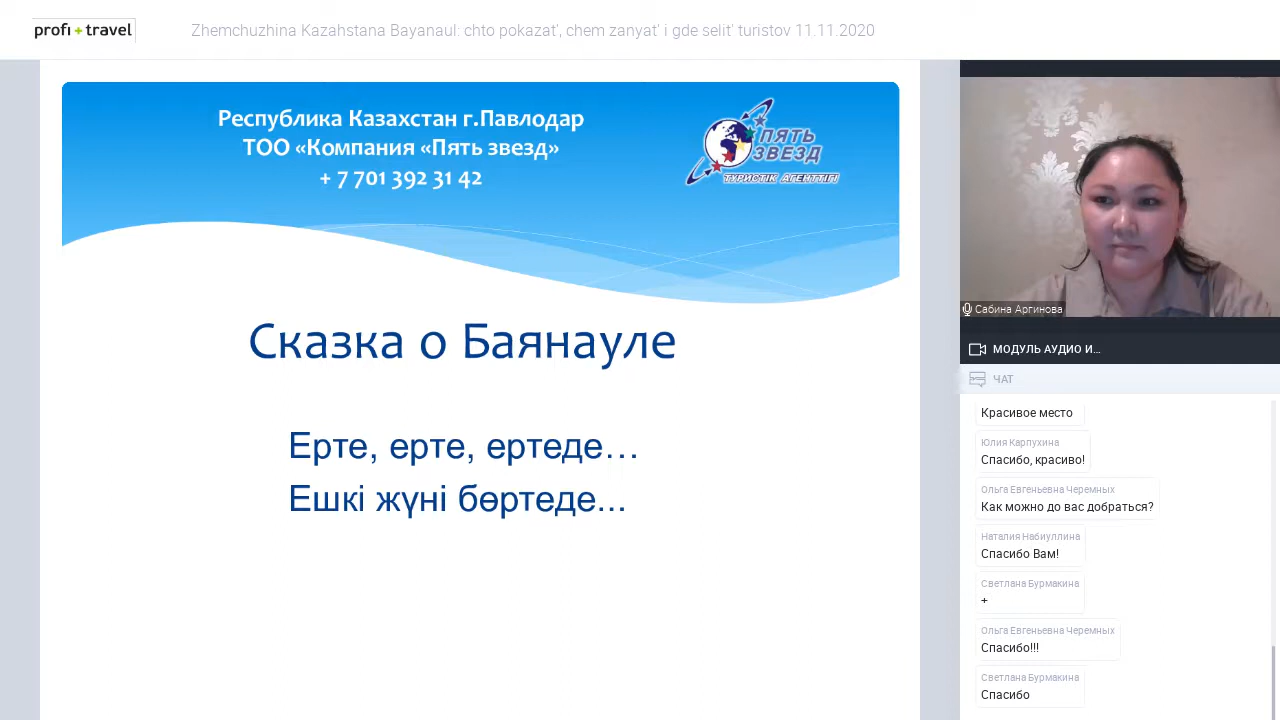 profi + travel
Zhemchuzhina Kazahstana Bayanaul: chto pokazat', chem zanyat' i gde selit' turistov 11.11.2020
Республика Казахстан г.Павлодар
ТОО «Компания «Пять звезд»
+ 7 701 392 31 42
ПЯТЬ
ЗВЕЗД
ТУРИСТІК АГЕНТТІГІ
Сказка о Баянауле
Ерте, ерте, ертеде…
Ешкі жүні бөртеде...
Сабина Аргинова
МОДУЛЬ АУДИО И...
ЧАТ
Красивое место
Юлия Карпухина
Спасибо, красиво!
Ольга Евгеньевна Черемных
Как можно до вас добраться?
Наталия Набиуллина
Спасибо Вам!
Светлана Бурмакина
+
Ольга Евгеньевна Черемных
Спасибо!!!
Светлана Бурмакина
Спасибо